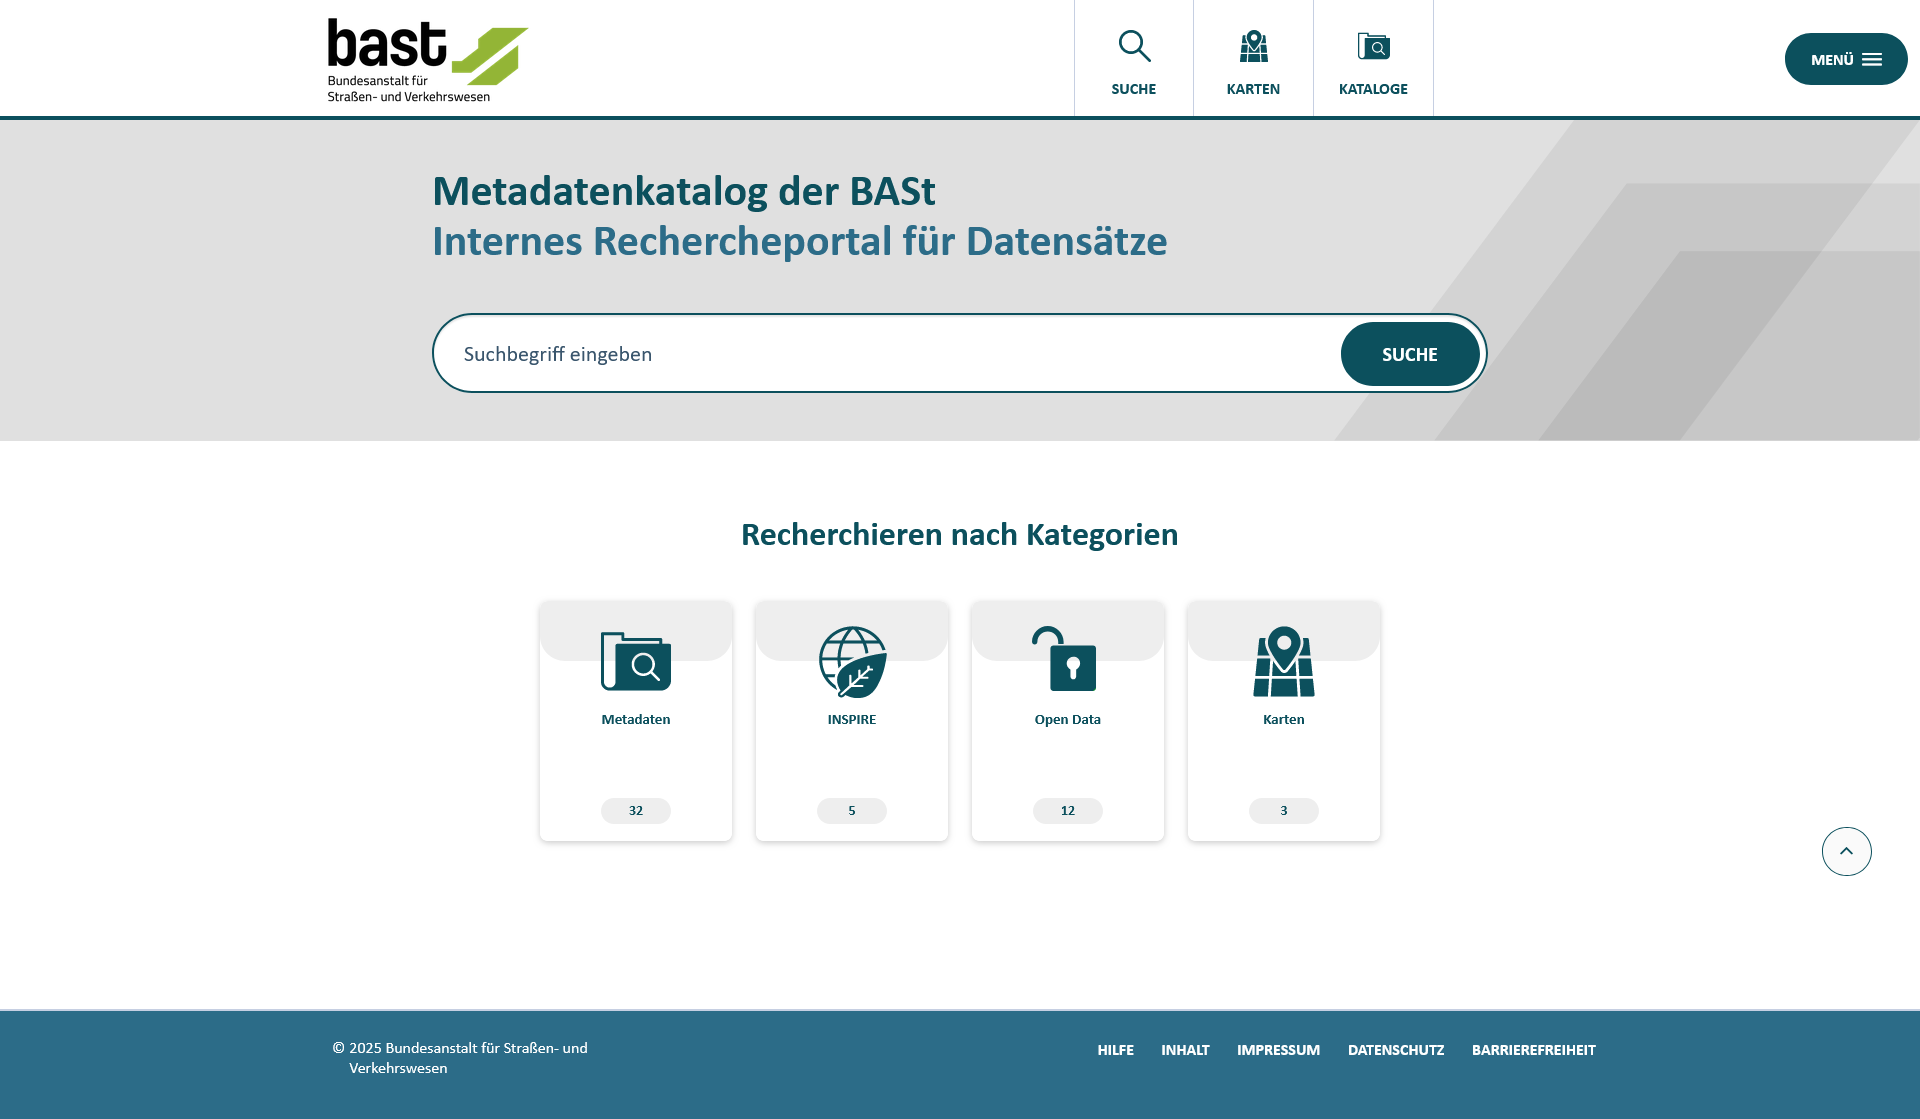 bast
Bundesanstalt für
Straßen- und Verkehrswesen
SUCHE
KARTEN
KATALOGE
MENÜ
Metadatenkatalog der BASt
Internes Rechercheportal für Datensätze
Suchbegriff eingeben
SUCHE
Recherchieren nach Kategorien
Metadaten
INSPIRE
Open Data
Karten
32
5
12
3
© 2025 Bundesanstalt für Straßen- und
Verkehrswesen
HILFE
INHALT
IMPRESSUM
DATENSCHUTZ
BARRIEREFREIHEIT